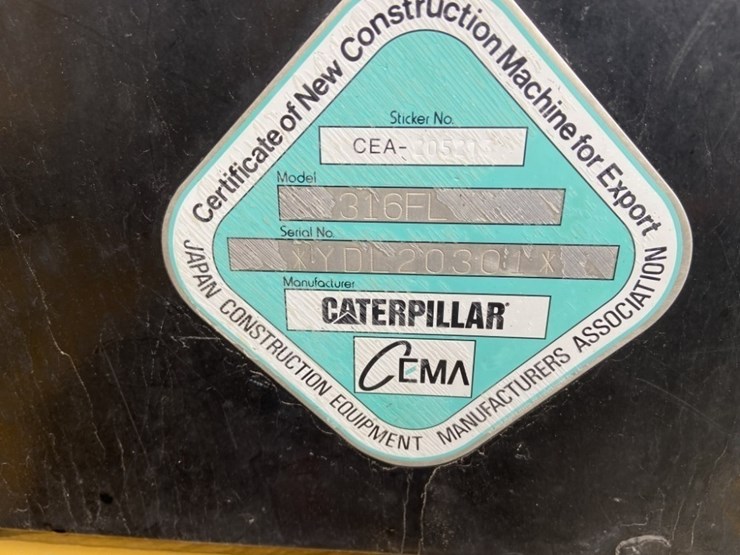 Certificate of New Construction Machine for Export
Sticker No.
CEA-
Model
316FL
Serial No.
*YDL20301*
Manufacturer
CATERPILLAR
CEMA
JAPAN CONSTRUCTION EQUIPMENT MANUFACTURERS ASSOCIATION